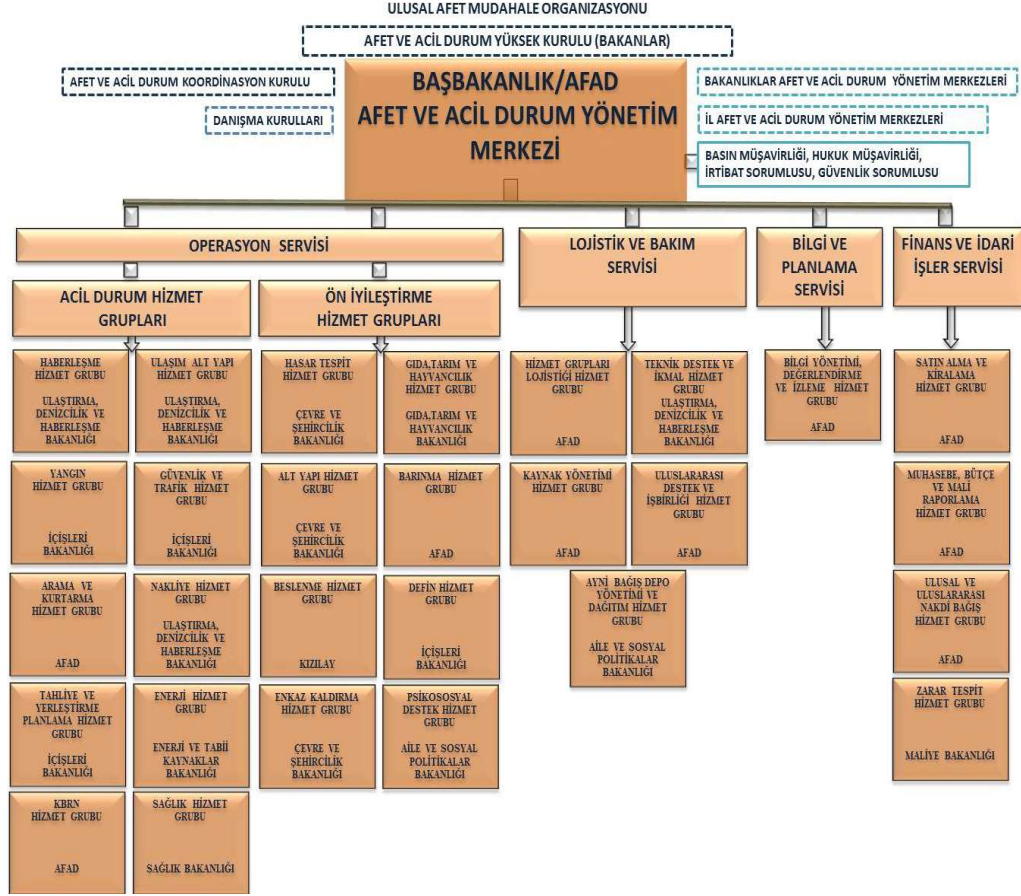 ULUSAL AFET MUDAHALE ORGANIZASYONU
AFET VE ACİL DURUM YÜKSEK KURULU (BAKANLAR)
AFET VE ACİL DURUM KOORDİNASYON KURULU
DANIŞMA KURULLARI
BAŞBAKANLIK/AFAD
AFET VE ACİL DURUM YÖNETİM
MERKEZİ
BAKANLIKLAR AFET VE ACİL DURUM YÖNETİM MERKEZLERİ
İL AFET VE ACİL DURUM YÖNETİM MERKEZLERİ
BASIN MÜŞAVİRLİĞİ, HUKUK MÜŞAVİRLİĞİ,
İRTİBAT SORUMLUSU, GÜVENLİK SORUMLUSU
OPERASYON SERVİSİ
ACİL DURUM HİZMET
GRUPLARI
HABERLEŞME
HİZMET GRUBU
ULAŞTIRMA,
DENİZCİLİK VE
HABERLEŞME
BAKANLIĞI
ULAŞIM ALT YAPI
HİZMET GRUBU
ULAŞTIRMA,
DENİZCİLİK VE
HABERLEŞME
BAKANLIĞI
YANGIN
HİZMET GRUBU
İÇİŞLERİ
BAKANLIĞI
GÜVENLİK VE
TRAFİK HİZMET
GRUBU
İÇİŞLERİ
BAKANLIĞI
ARAMA VE
KURTARMA
HİZMET GRUBU
AFAD
NAKLİYE HİZMET
GRUBU
ULAŞTIRMA,
DENİZCİLİK VE
HABERLEŞME
BAKANLIĞI
TAHLİYE VE
YERLEŞTİRME
PLANLAMA HİZMET
GRUBU
İÇİŞLERİ
BAKANLIĞI
ENERJİ HİZMET
GRUBU
ENERJİ VE TABİİ
KAYNAKLAR
BAKANLIĞI
KBRN
HİZMET GRUBU
AFAD
SAĞLIK HİZMET
GRUBU
SAĞLIK BAKANLIĞI
ÖN İYİLEŞTİRME
HİZMET GRUPLARI
HASAR TESPİT
HİZMET GRUBU
ÇEVRE VE
ŞEHİRCİLİK
BAKANLIĞI
GIDA,TARIM VE
HAYVANCILIK
HİZMET GRUBU
GIDA,TARIM VE
HAYVANCILIK
BAKANLIĞI
ALT YAPI HİZMET
GRUBU
ÇEVRE VE
ŞEHİRCİLİK
BAKANLIĞI
BARINMA HİZMET
GRUBU
AFAD
BESLENME HİZMET
GRUBU
KIZILAY
DEFİN HİZMET
GRUBU
İÇİŞLERİ
BAKANLIĞI
ENKAZ KALDIRMA
HİZMET GRUBU
ÇEVRE VE
ŞEHİRCİLİK
BAKANLIĞI
PSİKOSOSYAL
DESTEK HİZMET
GRUBU
AİLE VE SOSYAL
POLİTİKALAR
BAKANLIĞI
LOJİSTİK VE BAKIM
SERVİSİ
HİZMET GRUPLARI
LOJİSTİĞİ HİZMET
GRUBU
AFAD
TEKNİK DESTEK VE
İKMAL HİZMET
GRUBU
ULAŞTIRMA,
DENİZCİLİK VE
HABERLEŞME
BAKANLIĞI
KAYNAK YÖNETİMİ
HİZMET GRUBU
AFAD
ULUSLARARASI
DESTEK VE
İŞBİRLİĞİ HİZMET
GRUBU
AFAD
AYNİ BAĞIŞ DEPO
YÖNETİMİ VE
DAĞITIM HİZMET
GRUBU
AİLE VE SOSYAL
POLİTİKALAR
BAKANLIĞI
BİLGİ VE
PLANLAMA
SERVİSİ
BİLGİ YÖNETİMİ,
DEĞERLENDİRME
VE İZLEME HİZMET
GRUBU
AFAD
FİNANS VE İDARİ
İŞLER SERVİSİ
SATIN ALMA VE
KİRALAMA
HİZMET GRUBU
AFAD
MUHASEBE, BÜTÇE
VE MALİ
RAPORLAMA
HİZMET GRUBU
AFAD
ULUSAL VE
ULUSLARARASI
NAKDİ BAĞIŞ
HİZMET GRUBU
AFAD
ZARAR TESPİT
HİZMET GRUBU
MALİYE BAKANLIĞI